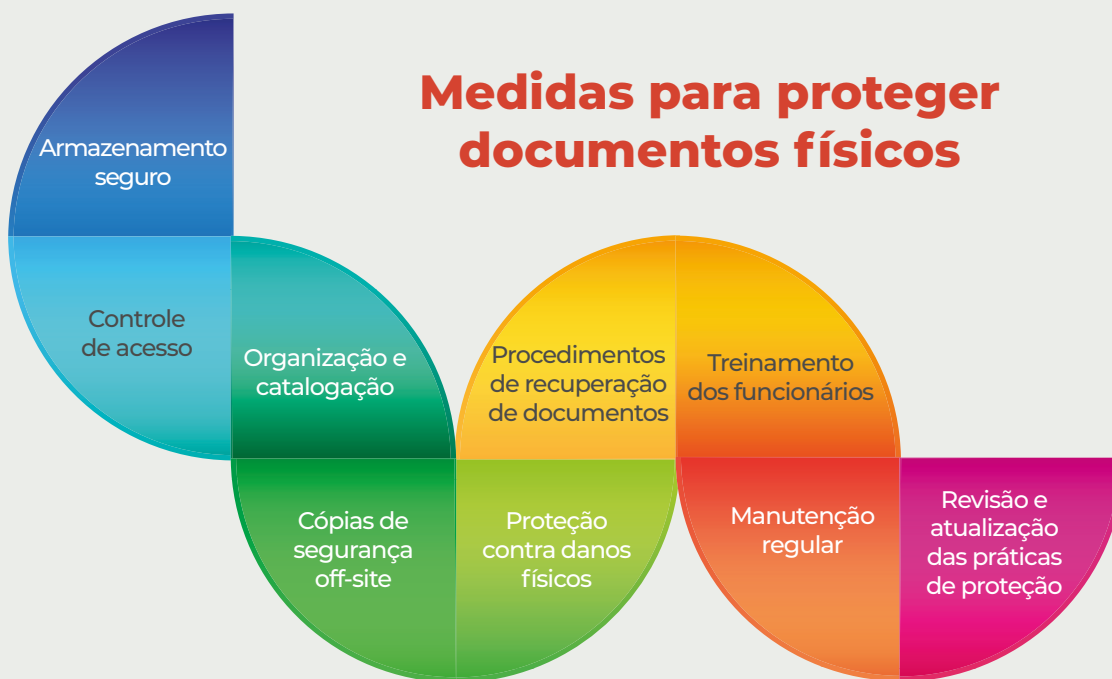 Medidas para proteger
documentos físicos
Armazenamento
seguro
Controle
de acesso
Organização e
catalogação
Cópias de
segurança
off-site
Proteção
contra danos
físicos
Procedimentos
de recuperação
de documentos
Treinamento
dos funcionários
Manutenção
regular
Revisão e
atualização
das práticas
de proteção